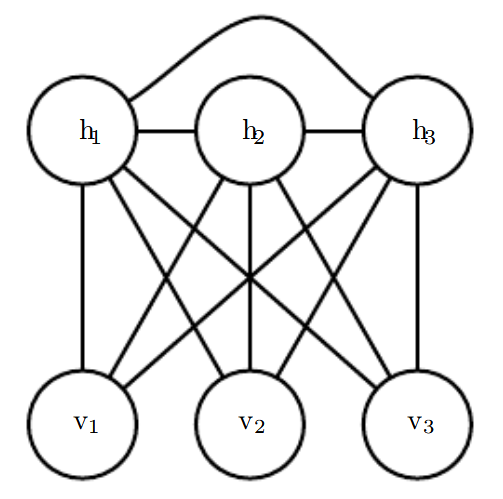 h₁ h₂ h₃
v₁ v₂ v₃